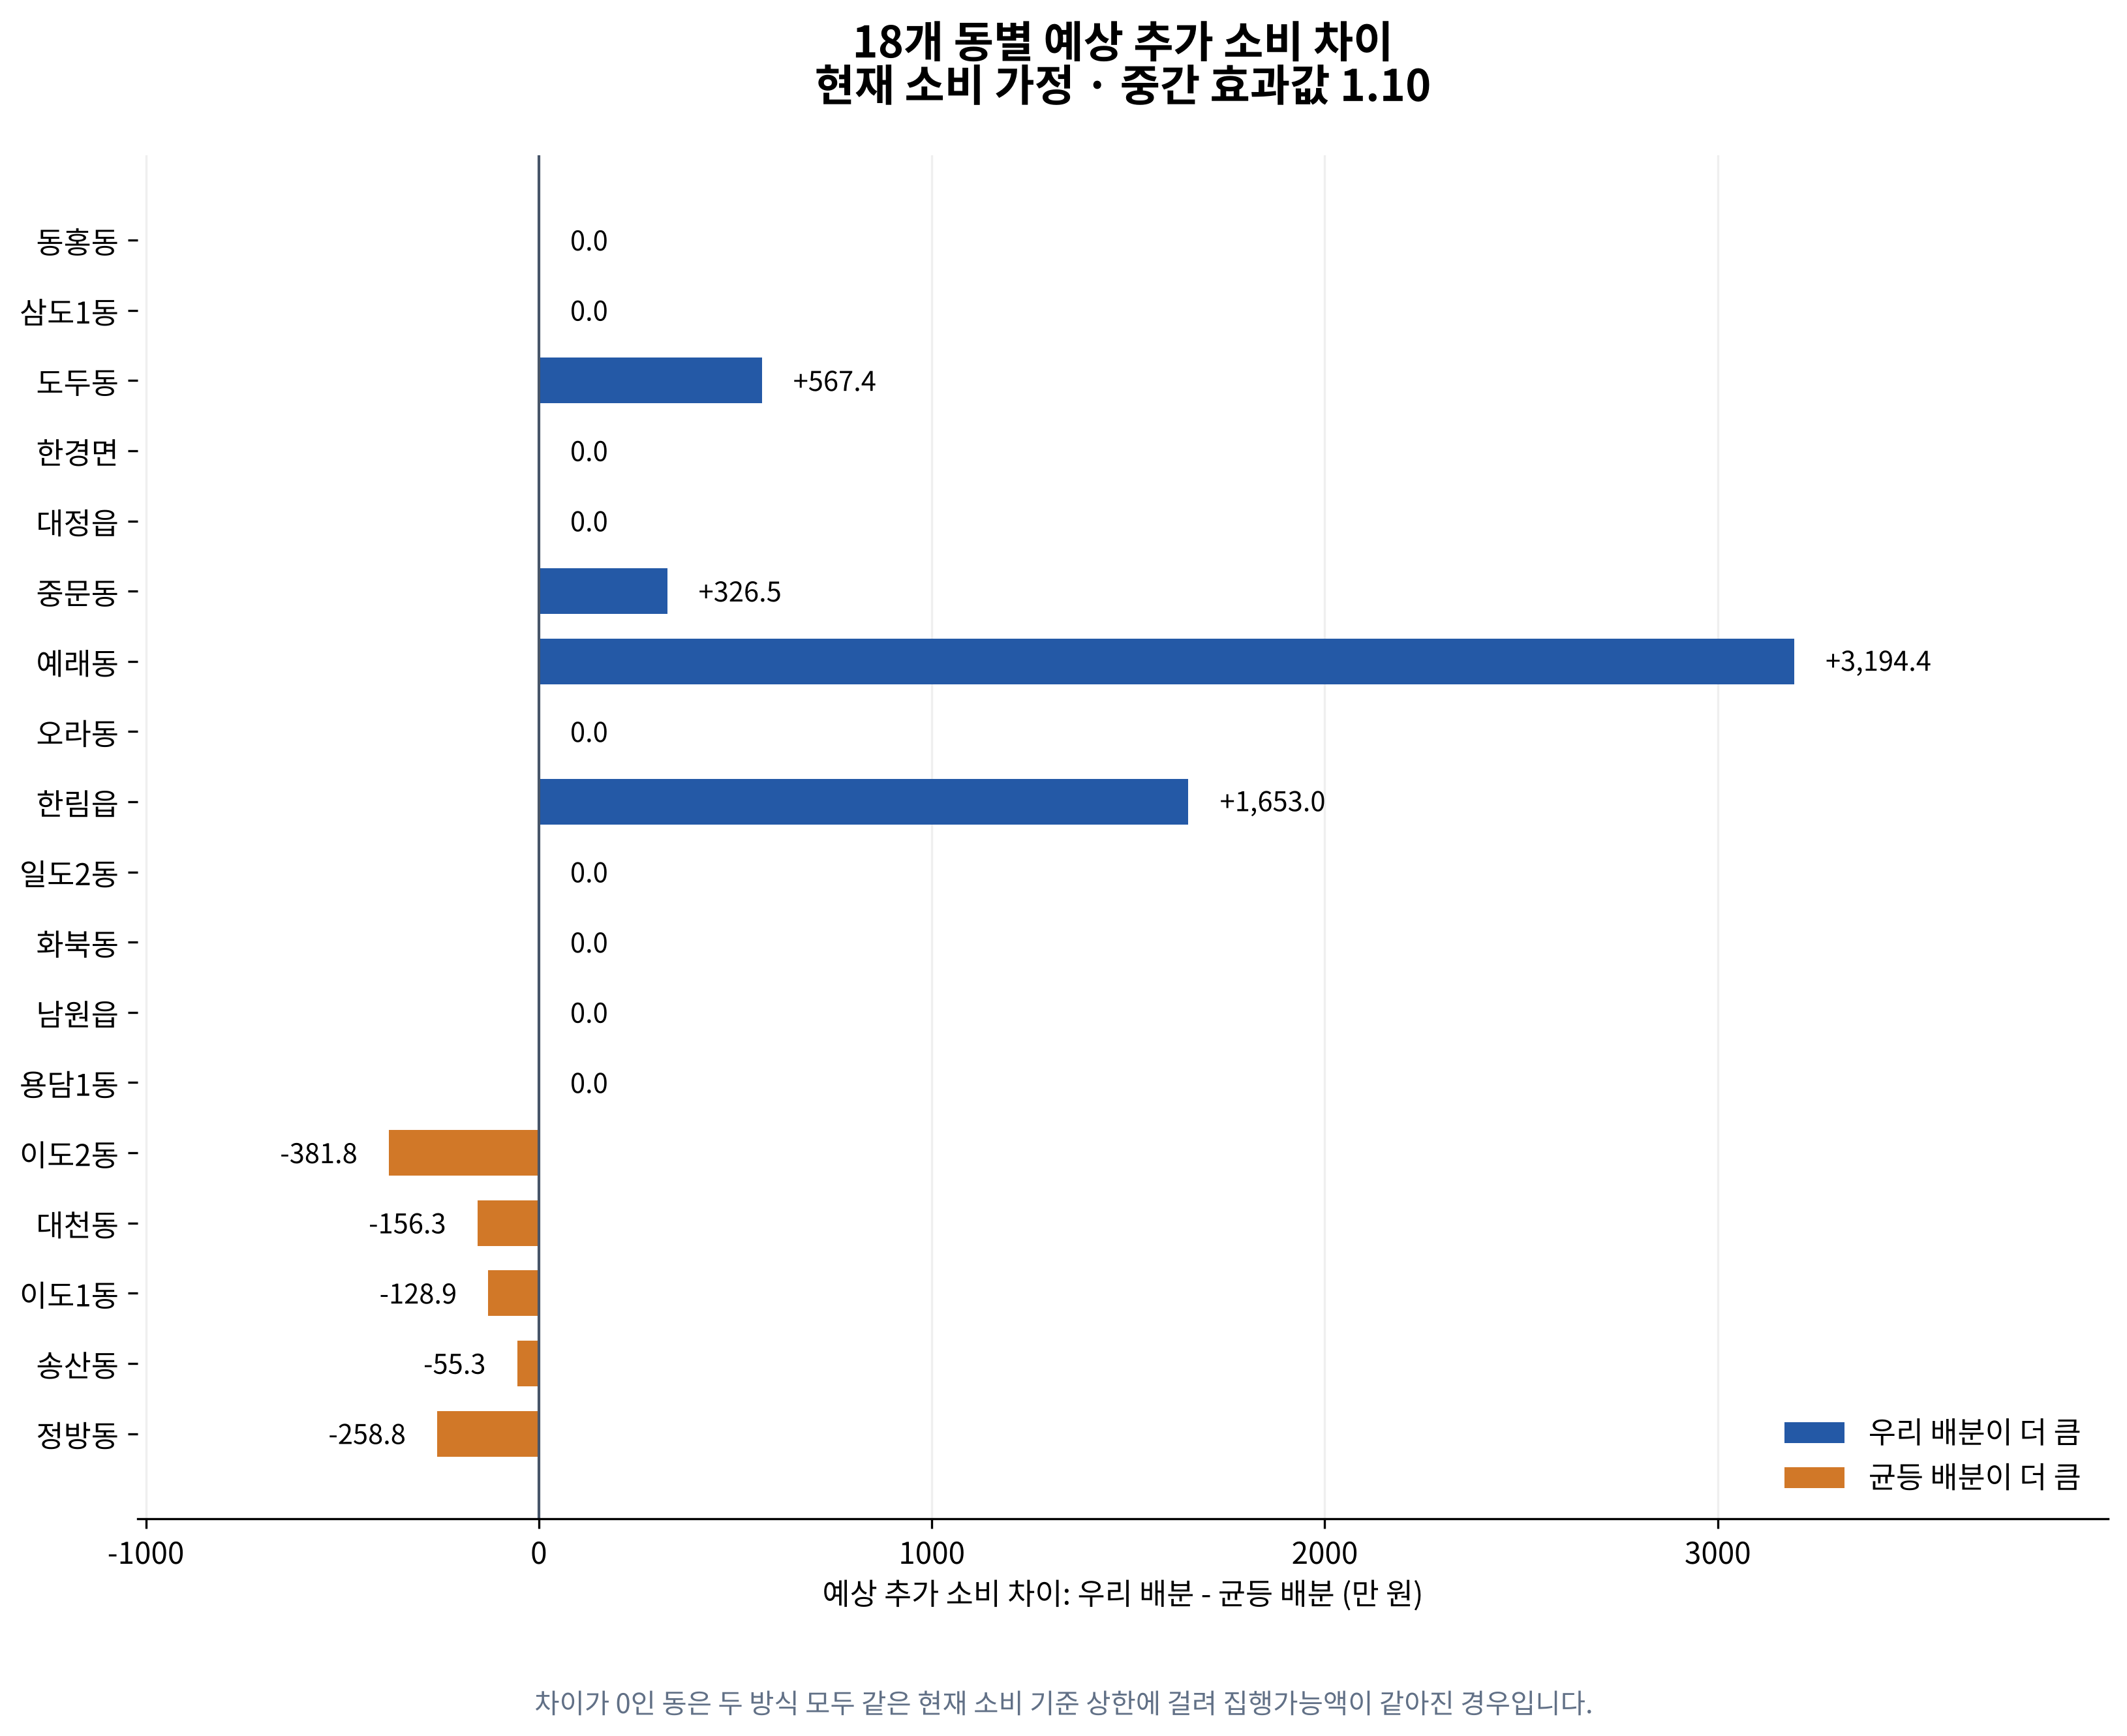 18개 동별 예상 추가 소비 차이
현재 소비 가정 · 중간 효과값 1.10
동홍동 0.0
삼도1동 0.0
도두동 +567.4
한경면 0.0
대정읍 0.0
중문동 +326.5
예래동 +3,194.4
오라동 0.0
한림읍 +1,653.0
일도2동 0.0
화북동 0.0
남원읍 0.0
용담1동 0.0
이도2동 -381.8
대천동 -156.3
이도1동 -128.9
송산동 -55.3
정방동 -258.8
우리 배분이 더 큼
균등 배분이 더 큼
-1000 0 1000 2000 3000
예상 추가 소비 차이: 우리 배분 - 균등 배분 (만 원)
차이가 0인 동은 두 방식 모두 같은 현재 소비 기준 상한에 걸려 집행가능액이 같아진 경우입니다.